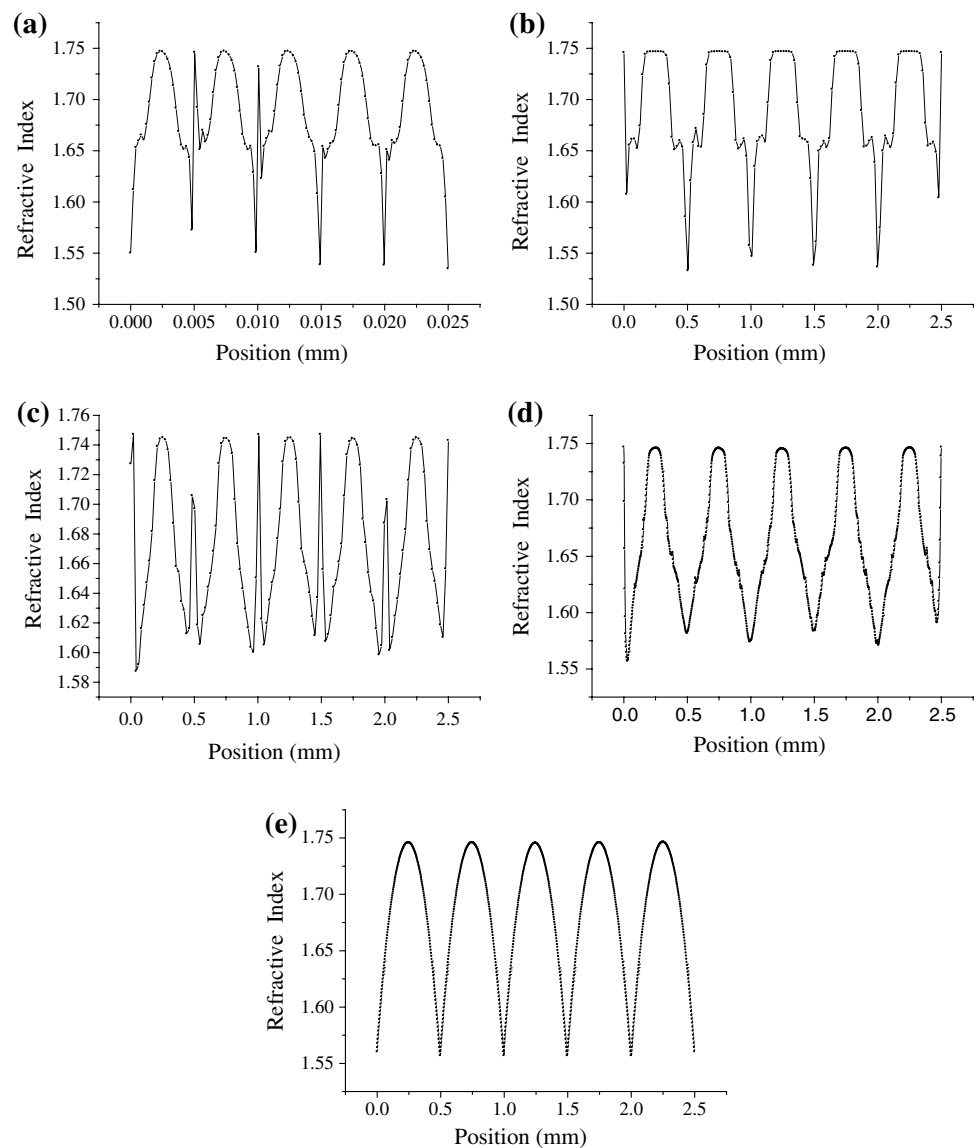 (a)
1.75
1.70
1.65
1.60
1.55
1.50
Refractive Index
0.000 0.005 0.010 0.015 0.020 0.025
Position (mm)
(b)
1.75
1.70
1.65
1.60
1.55
1.50
Refractive Index
0.0 0.5 1.0 1.5 2.0 2.5
Position (mm)
(c)
1.76
1.74
1.72
1.70
1.68
1.66
1.64
1.62
1.60
1.58
Refractive Index
0.0 0.5 1.0 1.5 2.0 2.5
Position (mm)
(d)
1.75
1.70
1.65
1.60
1.55
Refractive Index
0.0 0.5 1.0 1.5 2.0 2.5
Position (mm)
(e)
1.75
1.70
1.65
1.60
1.55
Refractive Index
0.0 0.5 1.0 1.5 2.0 2.5
Position (mm)